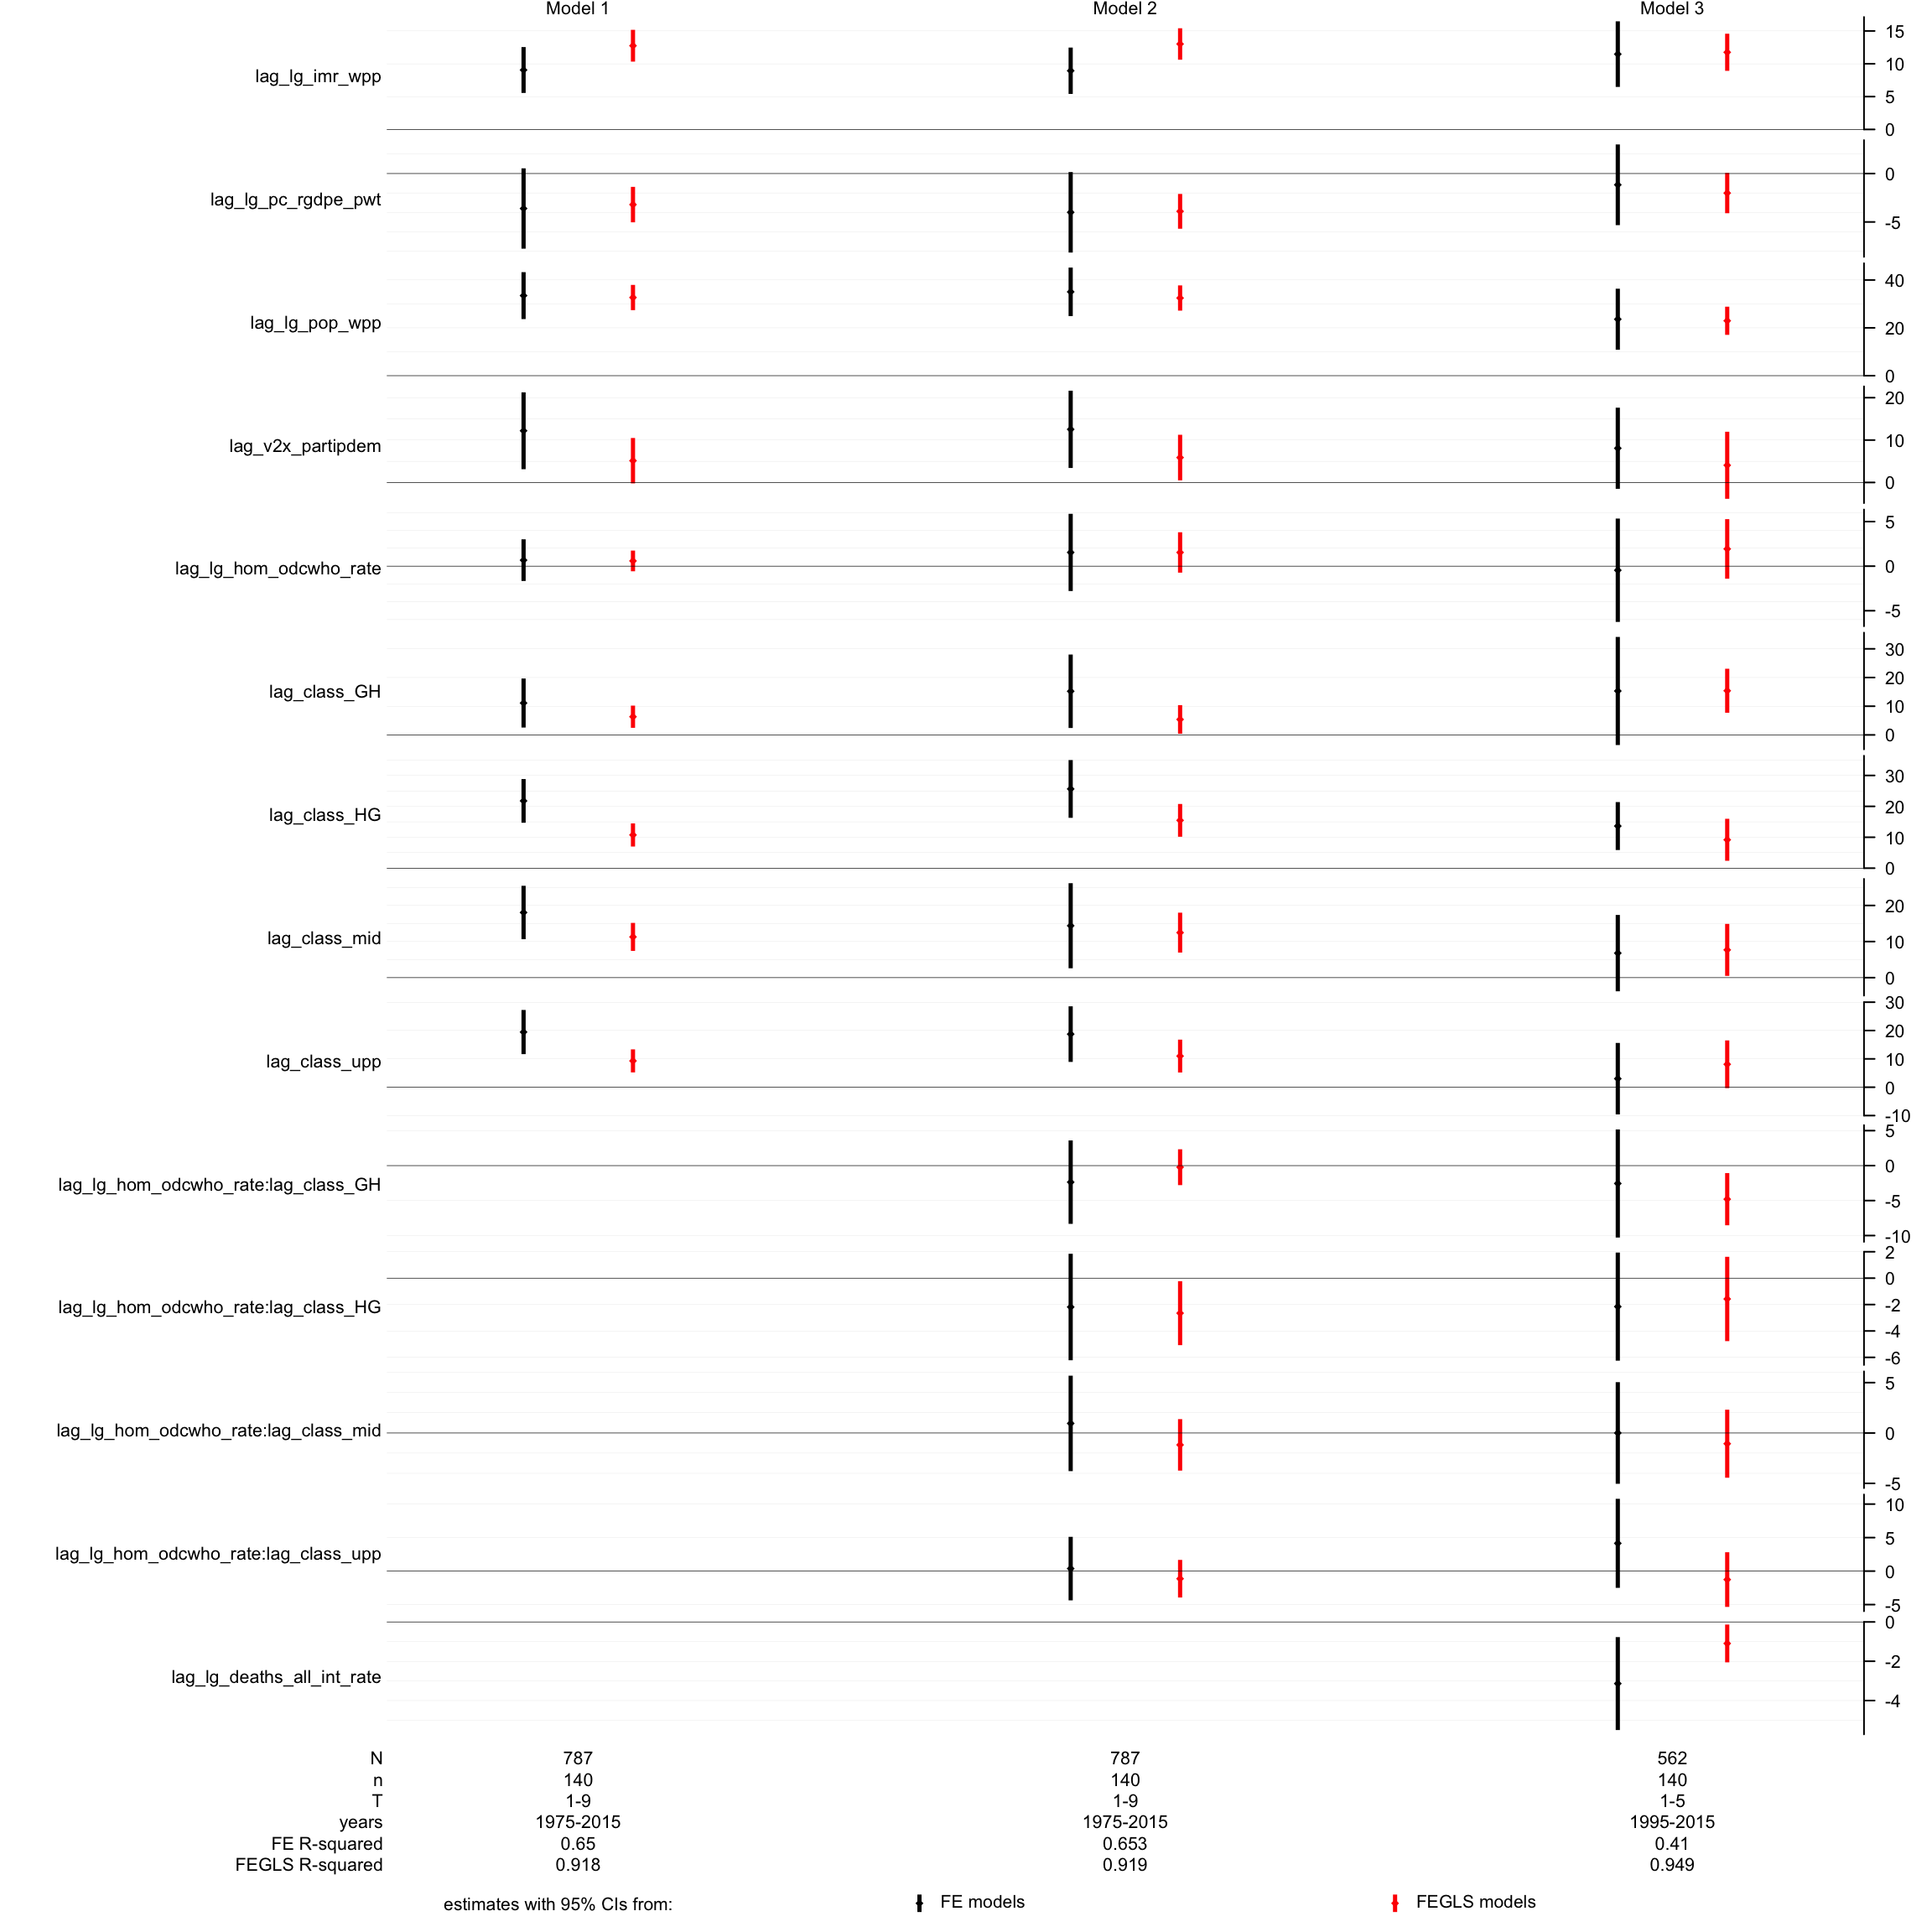 Model 1 Model 2 Model 3
lag_lg_imr_wpp
15
10
5
0
lag_lg_pc_rgdpe_pwt
0
-5
lag_lg_pop_wpp
40
20
0
lag_v2x_partipdem
20
10
0
lag_lg_hom_odcwho_rate
5
0
-5
lag_class_GH
30
20
10
0
lag_class_HG
30
20
10
0
lag_class_mid
20
10
0
lag_class_upp
30
20
10
0
-10
lag_lg_hom_odcwho_rate:lag_class_GH
5
0
-5
-10
lag_lg_hom_odcwho_rate:lag_class_HG
2
0
-2
-4
-6
lag_lg_hom_odcwho_rate:lag_class_mid
5
0
-5
lag_lg_hom_odcwho_rate:lag_class_upp
10
5
0
-5
lag_lg_deaths_all_int_rate
0
-2
-4
N 787 787 562
n 140 140 140
T 1-9 1-9 1-5
years 1975-2015 1975-2015 1995-2015
FE R-squared 0.65 0.653 0.41
FEGLS R-squared 0.918 0.919 0.949
estimates with 95% CIs from: FE models FEGLS models